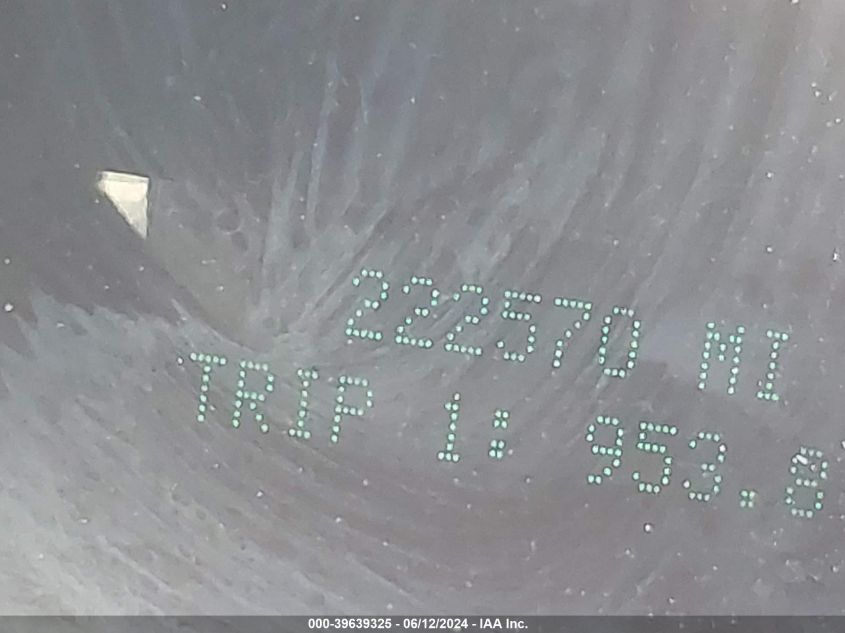 222570 MI
TRIP 1: 953.8
000-39639325 - 06/12/2024 - IAA Inc.